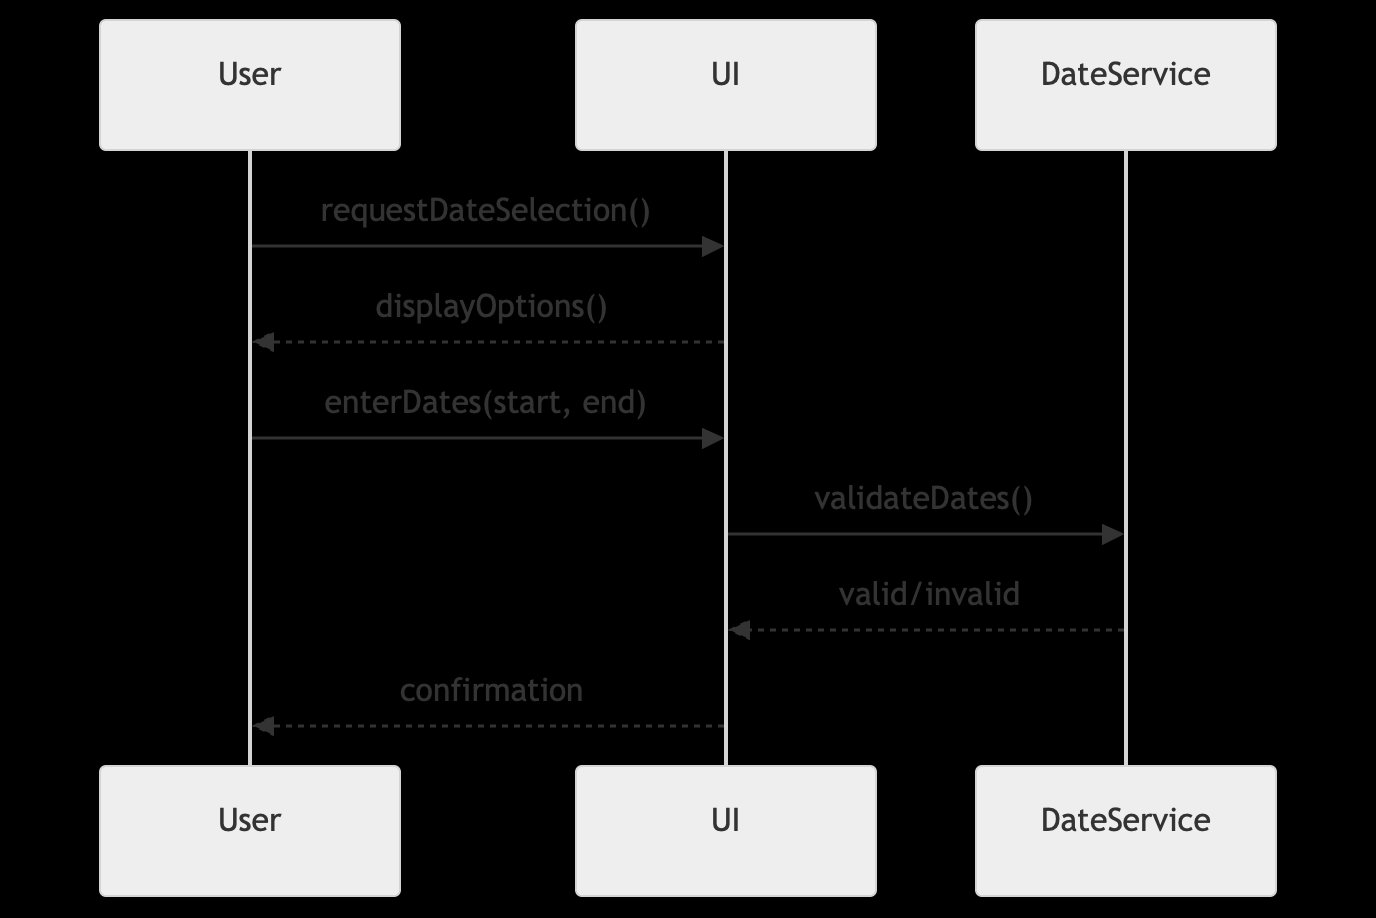 User
UI
DateService
requestDateSelection()
displayOptions()
enterDates(start, end)
validateDates()
valid/invalid
confirmation
User
UI
DateService